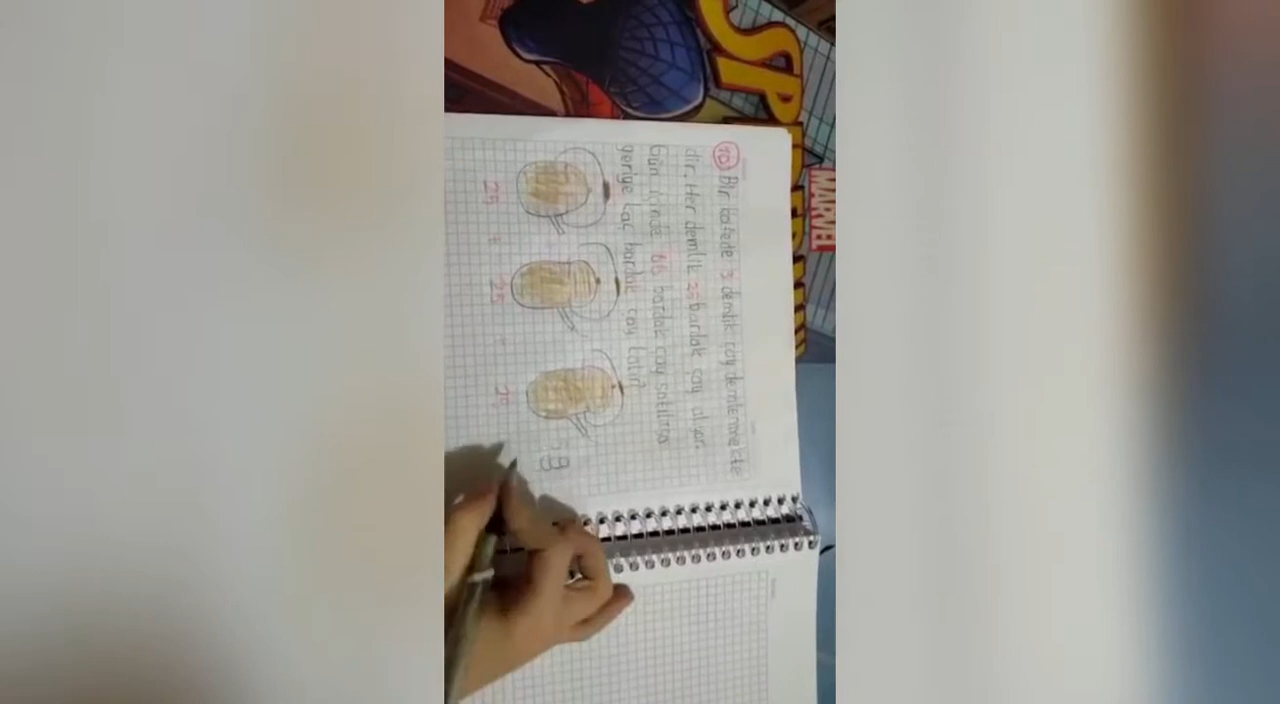 10 Bir kafede 3 demlik çay demlenmekte
dir. Her demlik 25 bardak çay alıyor.
Gün içinde 66 bardak çay satılırsa
geriye kaç bardak çay kalır?
25 25 25
MARVEL